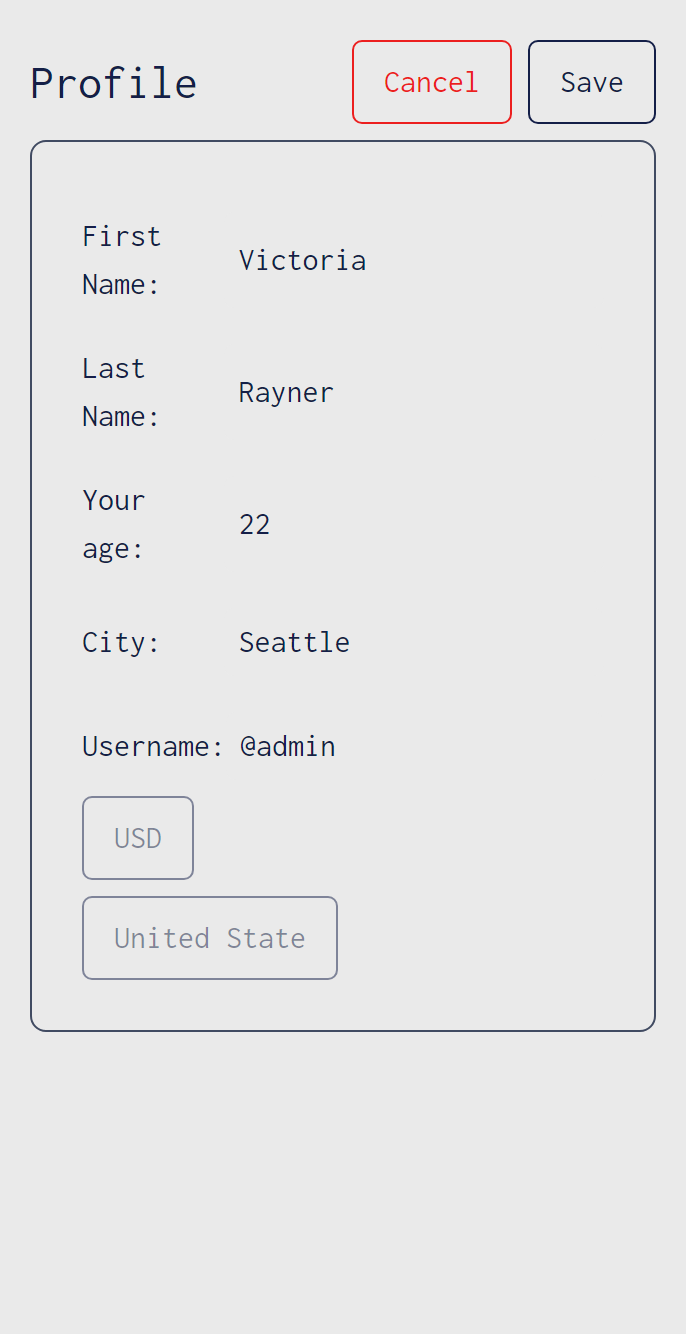 Profile
Cancel
Save
First
Name:
Victoria
Last
Name:
Rayner
Your
age:
22
City:
Seattle
Username: @admin
USD
United State